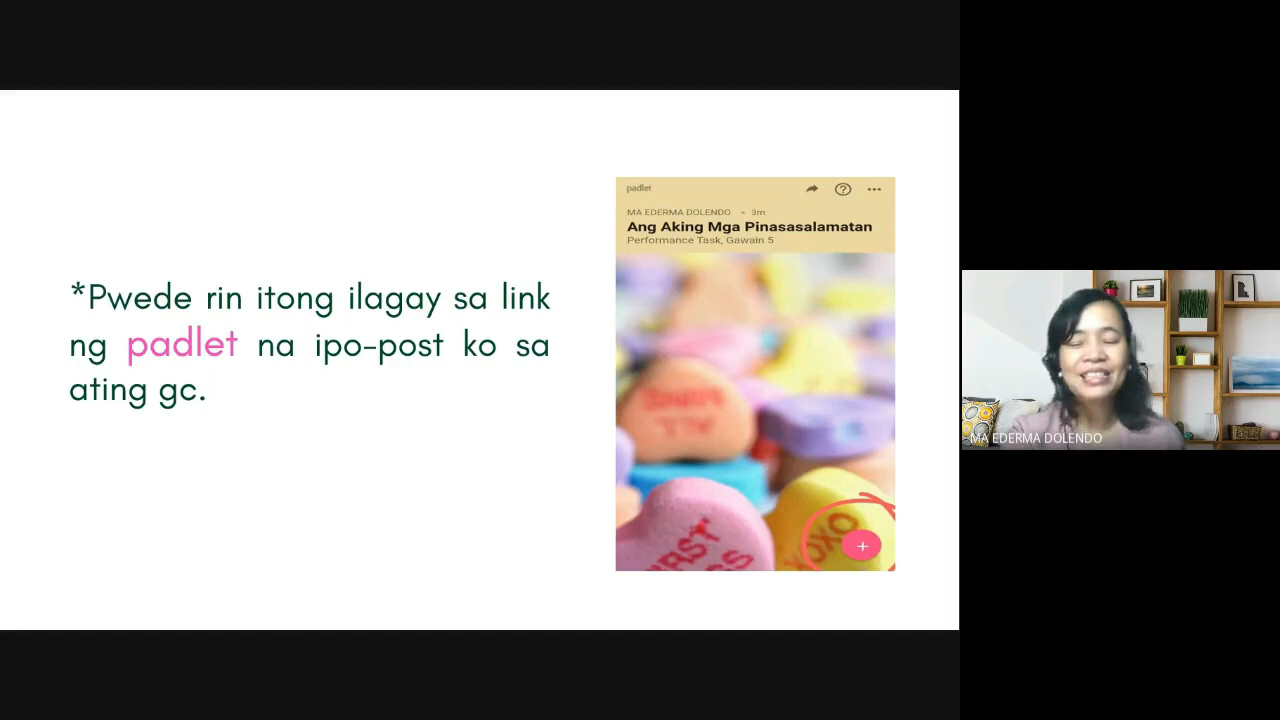 *Pwede rin itong ilagay sa link
ng padlet na ipo-post ko sa
ating gc.
padlet
MA EDERMA DOLENDO • 3m
Ang Aking Mga Pinasasalamatan
Performance Task, Gawain 5
XOXO
MA EDERMA DOLENDO